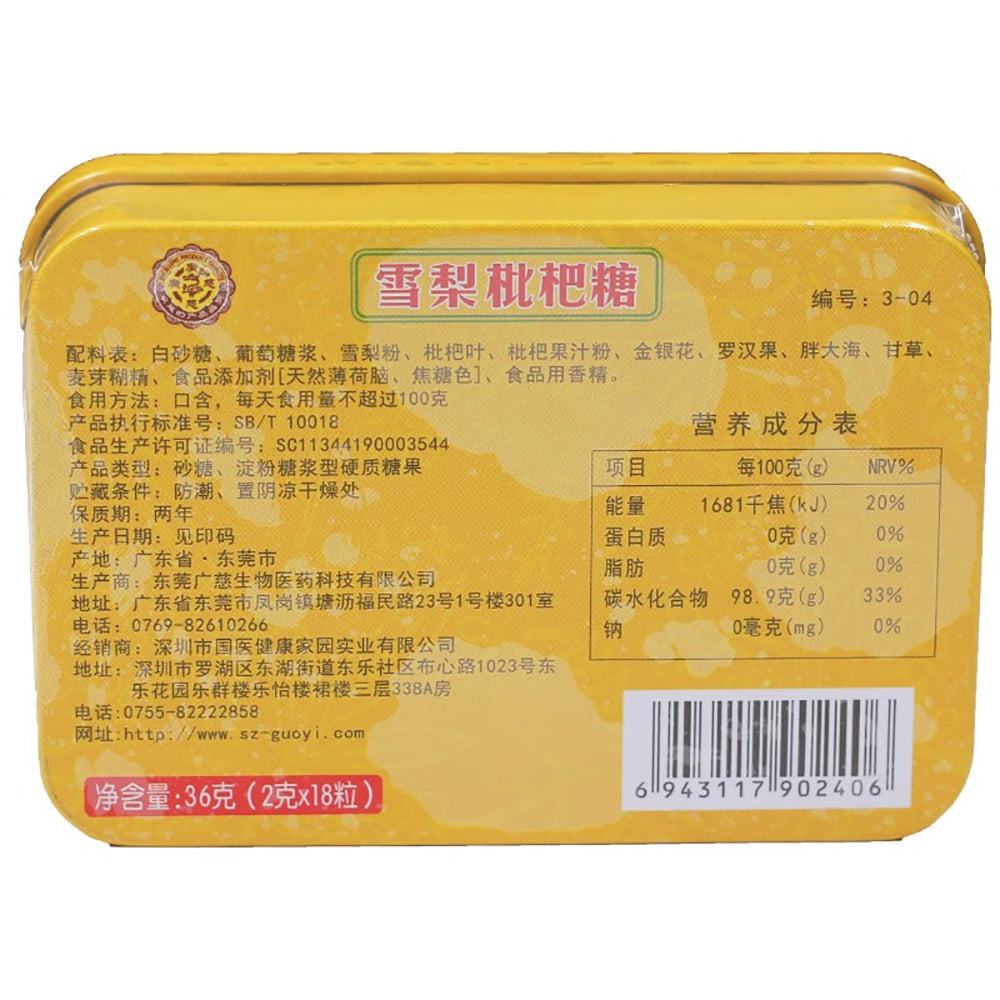 雪梨枇杷糖
编号：3-04
配料表：白砂糖、葡萄糖浆、雪梨粉、枇杷叶、枇杷果汁粉、金银花、罗汉果、胖大海、甘草、
麦芽糊精、食品添加剂[天然薄荷脑、焦糖色]、食品用香精。
食用方法：口含，每天食用量不超过100克
产品执行标准号：SB/T 10018
食品生产许可证编号：SC11344190003544
产品类型：砂糖、淀粉糖浆型硬质糖果
贮藏条件：防潮、置阴凉干燥处
保质期：两年
生产日期：见印码
产地：广东省·东莞市
生产商：东莞广慈生物医药科技有限公司
地址：广东省东莞市凤岗镇塘沥福民路23号1号楼301室
电话：0769-82610266
经销商：深圳市国医健康家园实业有限公司
地址：深圳市罗湖区东湖街道东乐社区布心路1023号东
乐花园乐群楼乐怡楼裙楼三层338A房
电话:0755-82222858
网址:http://www.sz-guoyi.com
净含量:36克（2克x18粒）
营养成分表
项目 每100克(g) NRV%
能量 1681千焦(kJ) 20%
蛋白质 0克(g) 0%
脂肪 0克(g) 0%
碳水化合物 98.9克(g) 33%
钠 0毫克(mg) 0%
6 943117 902406